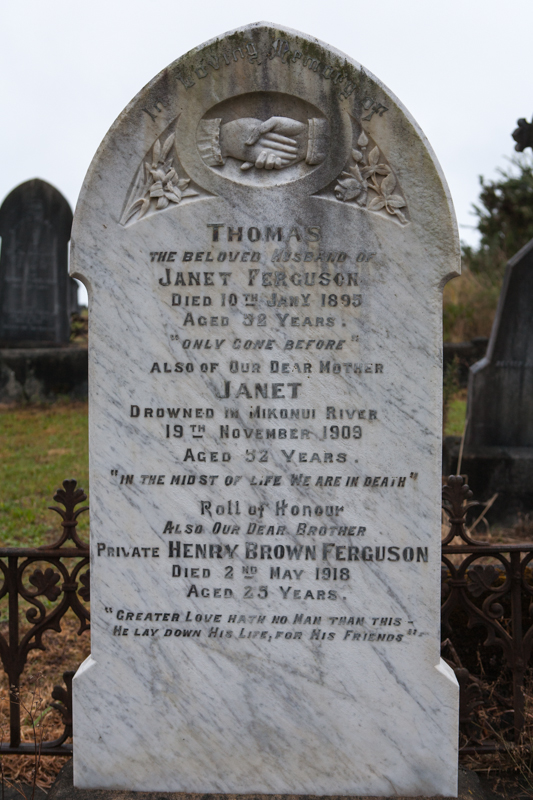 In Loving Memory of
THOMAS
THE BELOVED HUSBAND OF
JANET FERGUSON
DIED 10TH JANY 1895
AGED 52 YEARS.
"ONLY GONE BEFORE"
ALSO OF OUR DEAR MOTHER
JANET
DROWNED IN MIKONUI RIVER
19TH NOVEMBER 1909
AGED 52 YEARS.
"IN THE MIDST OF LIFE WE ARE IN DEATH"
Roll of Honour
ALSO OUR DEAR BROTHER
PRIVATE HENRY BROWN FERGUSON
DIED 2ND MAY 1918
AGED 25 YEARS.
"GREATER LOVE HATH NO MAN THAN THIS -
HE LAY DOWN HIS LIFE, FOR HIS FRIENDS"